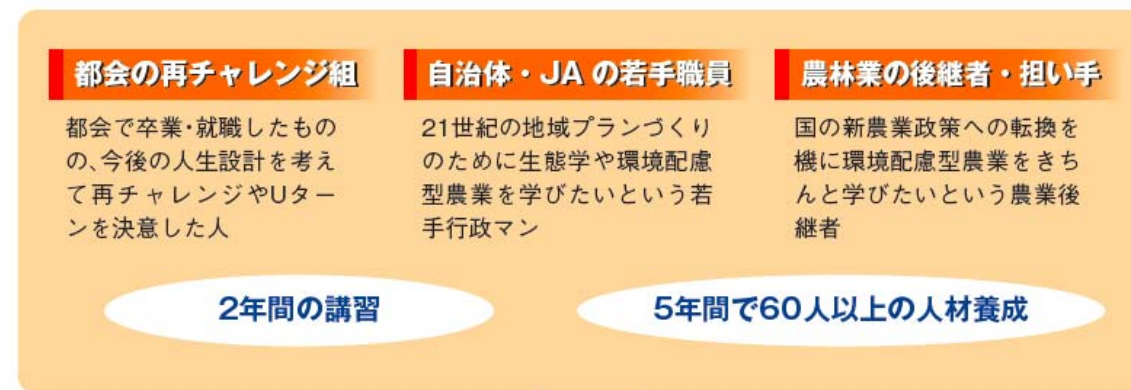 都会の再チャレンジ組
都会で卒業・就職したもの
の、今後の人生設計を考え
て再チャレンジやUター
ンを決意した人
自治体・JA の若手職員
21世紀の地域プランづくり
のために生態学や環境配慮
型農業を学びたいという若
手行政マン
農林業の後継者・担い手
国の新農業政策への転換を
機に環境配慮型農業をきち
んと学びたいという農業後
継者
2年間の講習
5年間で60人以上の人材養成